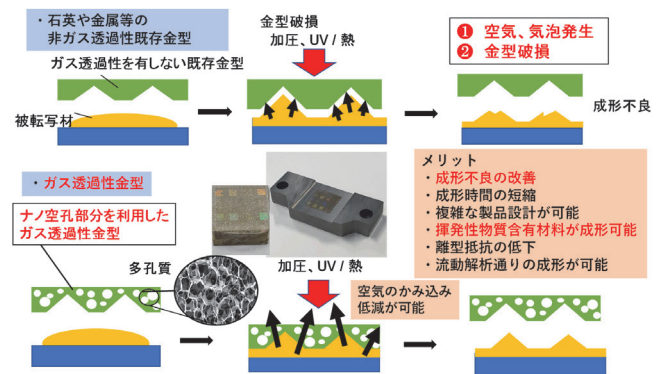 ・石英や金属等の
非ガス透過性既存金型
ガス透過性を有しない既存金型
被転写材
金型破損
加圧、UV / 熱
❶ 空気、気泡発生
❷ 金型破損
成形不良
・ガス透過性金型
ナノ空孔部分を利用した
ガス透過性金型
多孔質
加圧、UV / 熱
空気のかみ込み
低減が可能
メリット
・成形不良の改善
・成形時間の短縮
・複雑な製品設計が可能
・揮発性物質含有材料が成形可能
・離型抵抗の低下
・流動解析通りの成形が可能